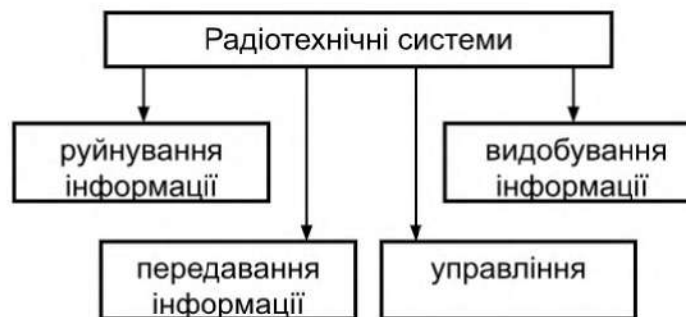 Радіотехнічні системи
руйнування
інформації
видобування
інформації
передавання
інформації
управління